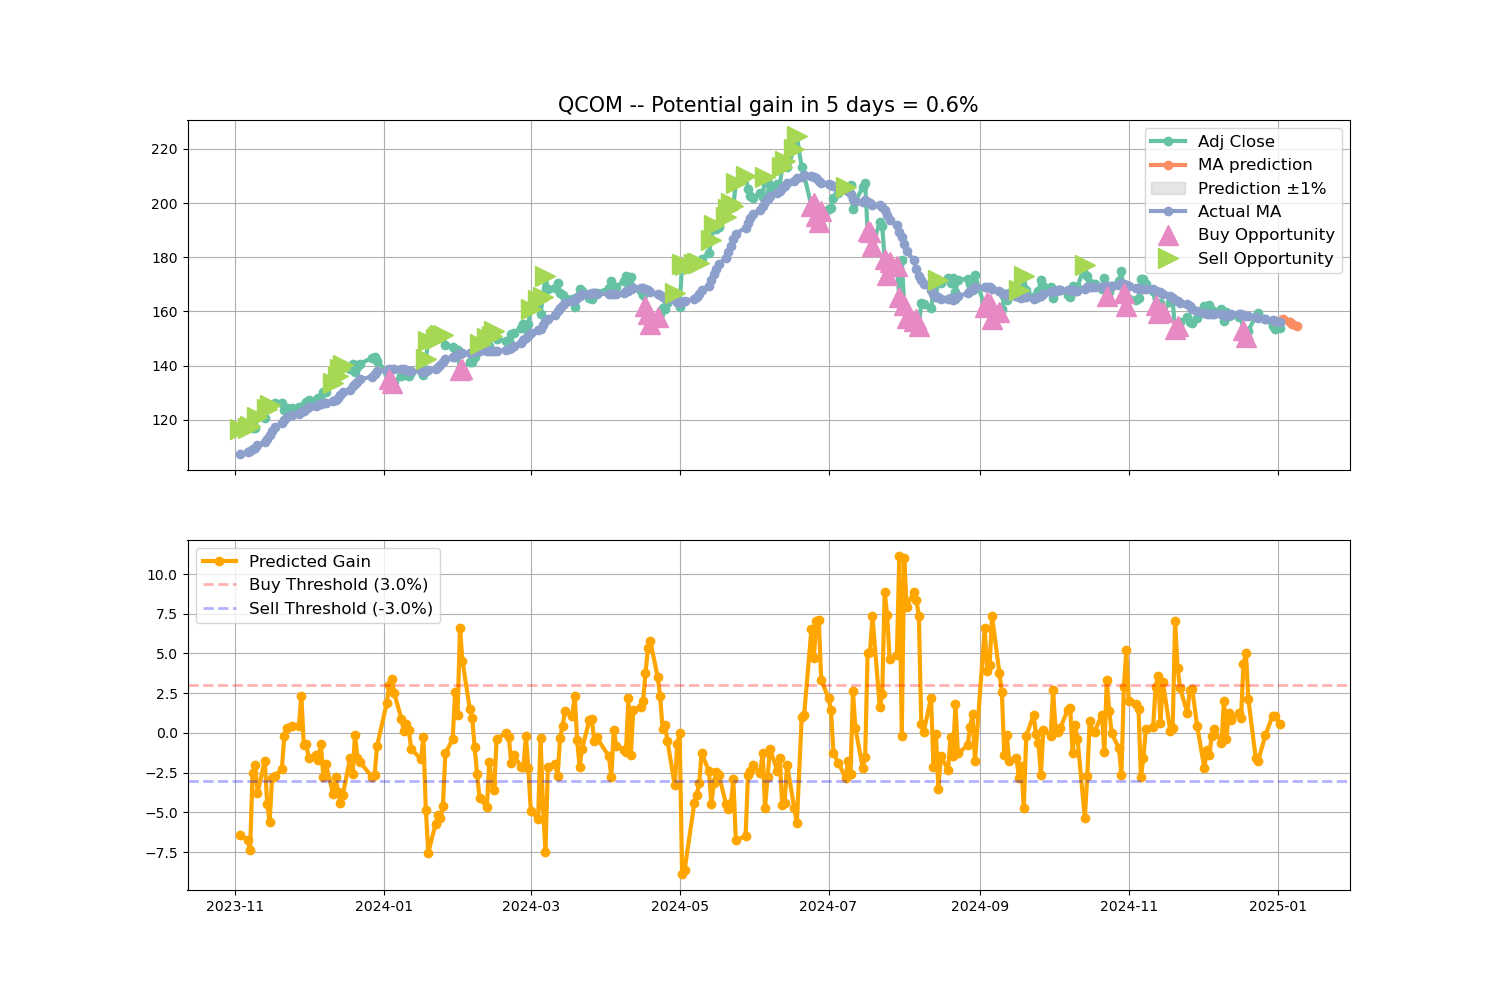 QCOM -- Potential gain in 5 days = 0.6%
220
200
180
160
140
120
Adj Close
MA prediction
Prediction ±1%
Actual MA
Buy Opportunity
Sell Opportunity
10.0
7.5
5.0
2.5
0.0
−2.5
−5.0
−7.5
Predicted Gain
Buy Threshold (3.0%)
Sell Threshold (-3.0%)
2023-11
2024-01
2024-03
2024-05
2024-07
2024-09
2024-11
2025-01